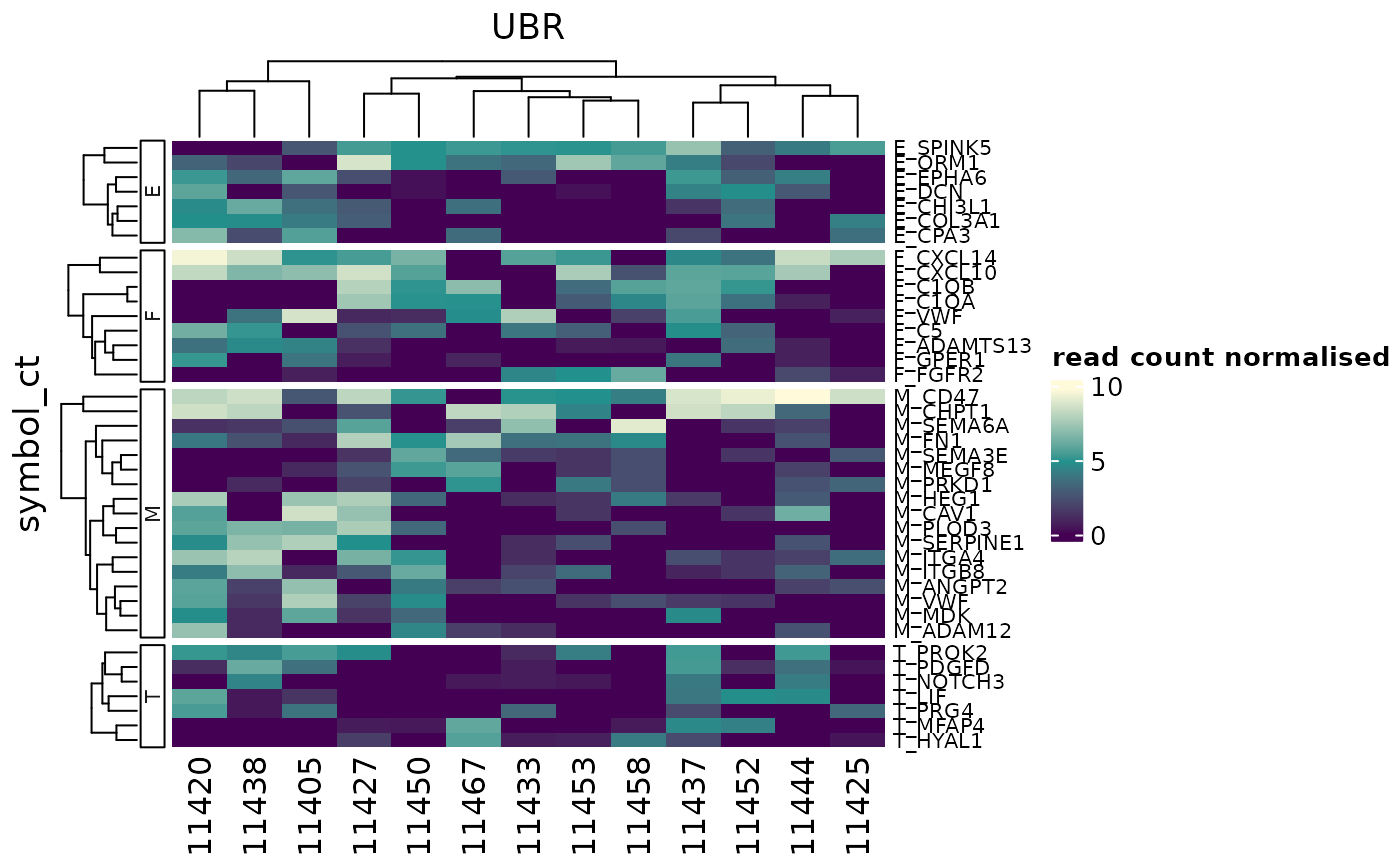 UBR
symbol_ct
E
E_SPINK5
E_ORM1
E_EPHA6
E_DCN
E_CHI3L1
E_COL3A1
E_CPA3
F
F_CXCL14
F_CXCL10
F_C1QB
F_C1QA
F_VWF
F_C5
F_ADAMTS13
F_GPER1
F_FGFR2
M
M_CD47
M_CHPT1
M_SEMA6A
M_FN1
M_SEMA3E
M_MEGF8
M_PRKD1
M_HEG1
M_CAV1
M_PLOD3
M_SERPINE1
M_ITGA4
M_ITGB8
M_ANGPT2
M_VWF
M_MDK
M_ADAM12
T
T_PROK2
T_PDGFD
T_NOTCH3
T_LIF
T_PRG4
T_MFAP4
T_HYAL1
11420
11438
11405
11427
11450
11467
11433
11453
11458
11437
11452
11444
11425
read count normalised
10
5
0